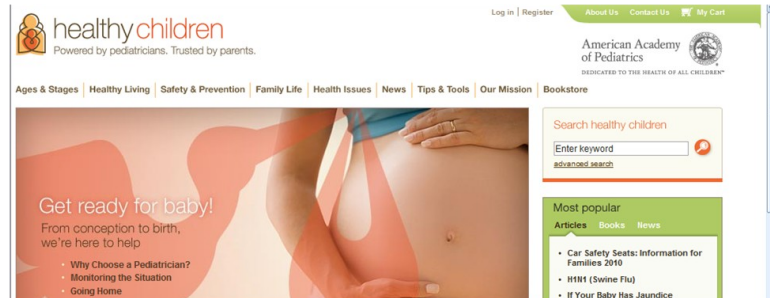 Log in | Register
About Us Contact Us My Cart
healthy children
Powered by pediatricians. Trusted by parents.
American Academy
of Pediatrics
DEDICATED TO THE HEALTH OF ALL CHILDREN™
Ages & Stages | Healthy Living | Safety & Prevention | Family Life | Health Issues | News | Tips & Tools | Our Mission | Bookstore
Get ready for baby!
From conception to birth,
we're here to help
• Why Choose a Pediatrician?
• Monitoring the Situation
• Going Home
Search healthy children
Enter keyword
advanced search
Most popular
Articles Books News
• Car Safety Seats: Information for
Families 2010
• H1N1 (Swine Flu)
• If Your Baby Has Jaundice